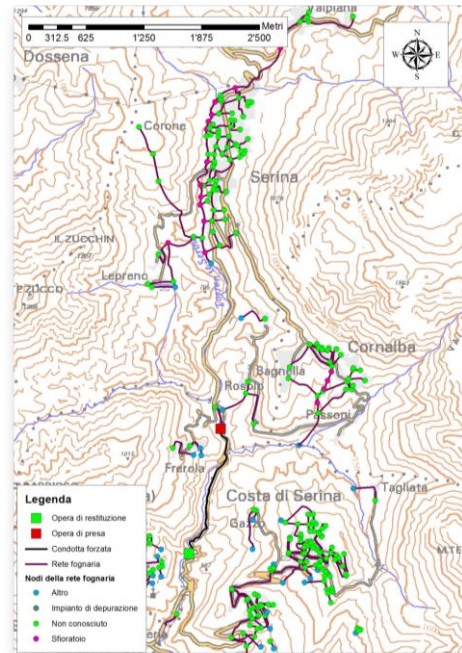 Metri
0 312.5 625 1'250 1'875 2'500
Valpiana
N
W E
S
Dossena
Corone
Serina
IL ZUCCHIN
Lepreno
Cornalba
Bagnella
Rosolo
Passoni
Frerola
Tagliata
Costa di Serina
Gazzo
Legenda
Opera di restituzione
Opera di presa
Condotta forzata
Rete fognaria
Nodi della rete fognaria
Altro
Impianto di depurazione
Non conosciuto
Sfioratoio